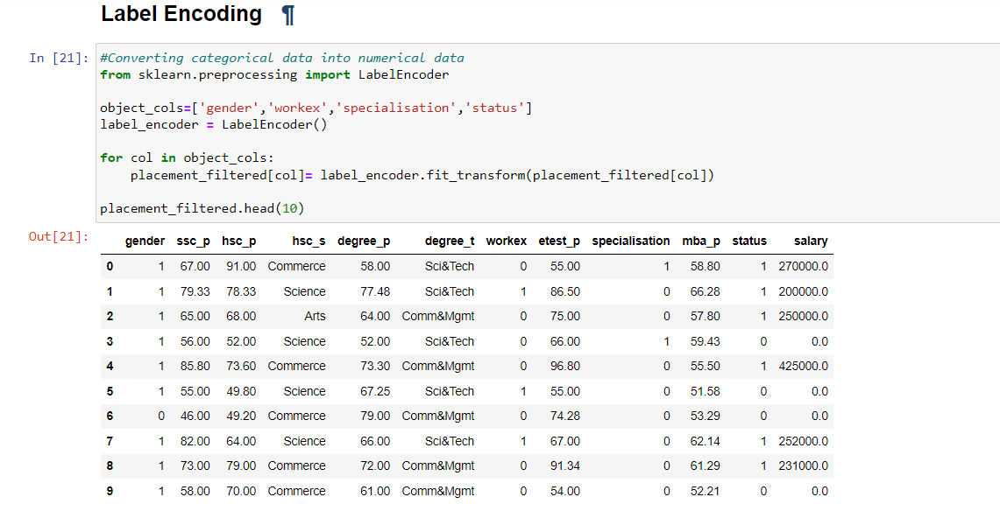 Label Encoding ¶
In [21]: #Converting categorical data into numerical data
from sklearn.preprocessing import LabelEncoder
object_cols=['gender','workex','specialisation','status']
label_encoder = LabelEncoder()
for col in object_cols:
    placement_filtered[col]= label_encoder.fit_transform(placement_filtered[col])
placement_filtered.head(10)
Out[21]:
gender ssc_p hsc_p hsc_s degree_p degree_t workex etest_p specialisation mba_p status salary
0 1 67.00 91.00 Commerce 58.00 Sci&Tech 0 55.00 1 58.80 1 270000.0
1 1 79.33 78.33 Science 77.48 Sci&Tech 1 86.50 0 66.28 1 200000.0
2 1 65.00 68.00 Arts 64.00 Comm&Mgmt 0 75.00 0 57.80 1 250000.0
3 1 56.00 52.00 Science 52.00 Sci&Tech 0 66.00 1 59.43 0 0.0
4 1 85.80 73.60 Commerce 73.30 Comm&Mgmt 0 96.80 0 55.50 1 425000.0
5 1 55.00 49.80 Science 67.25 Sci&Tech 1 55.00 0 51.58 0 0.0
6 0 46.00 49.20 Commerce 79.00 Comm&Mgmt 0 74.28 0 53.29 0 0.0
7 1 82.00 64.00 Science 66.00 Sci&Tech 1 67.00 0 62.14 1 252000.0
8 1 73.00 79.00 Commerce 72.00 Comm&Mgmt 0 91.34 0 61.29 1 231000.0
9 1 58.00 70.00 Commerce 61.00 Comm&Mgmt 0 54.00 0 52.21 0 0.0